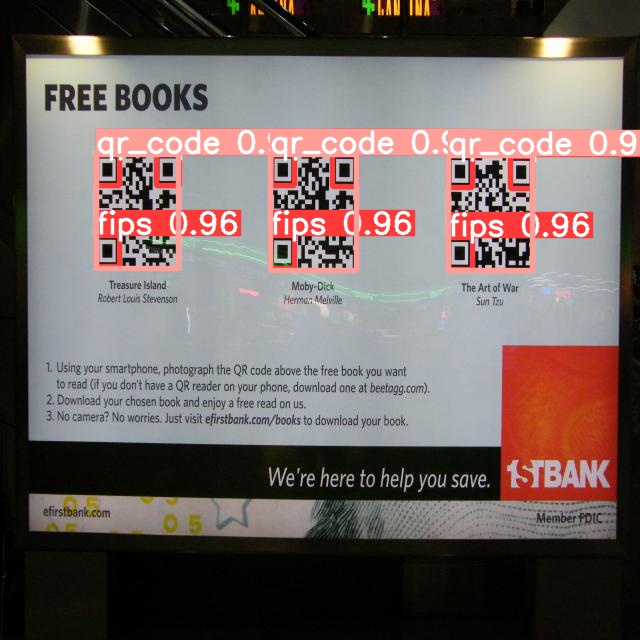 FREE BOOKS
qr_code 0. qr_code 0. qr_code 0.9
fips 0.96 fips 0.96 fips 0.96
Treasure Island
Robert Louis Stevenson
Moby-Dick
Herman Melville
The Art of War
Sun Tzu
1. Using your smartphone, photograph the QR code above the free book you want
to read (if you don't have a QR reader on your phone, download one at beetagg.com).
2. Download your chosen book and enjoy a free read on us.
3. No camera? No worries. Just visit efirstbank.com/books to download your book.
We're here to help you save.
1STBANK
efirstbank.com
Member FDIC
05
05